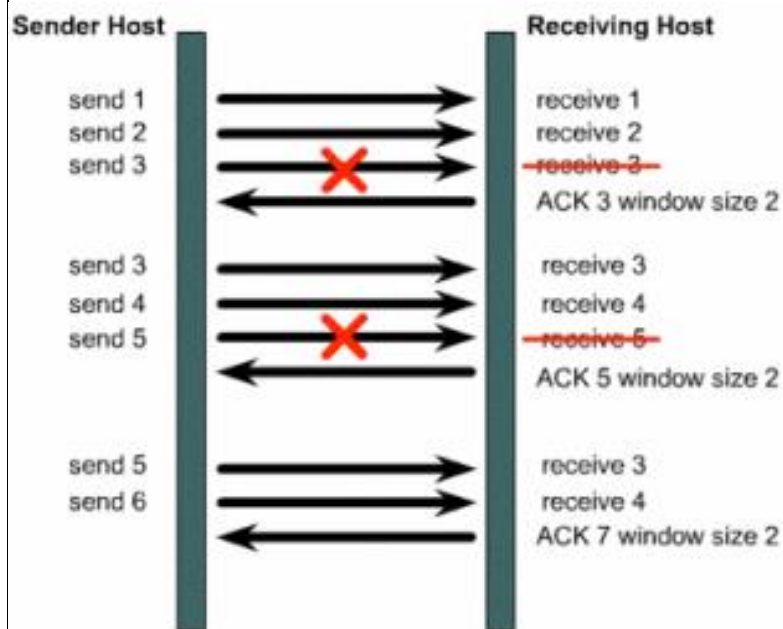 Sender Host Receiving Host
send 1 receive 1
send 2 receive 2
send 3 receive 3
ACK 3 window size 2
send 3 receive 3
send 4 receive 4
send 5 receive 5
ACK 5 window size 2
send 5 receive 3
send 6 receive 4
ACK 7 window size 2